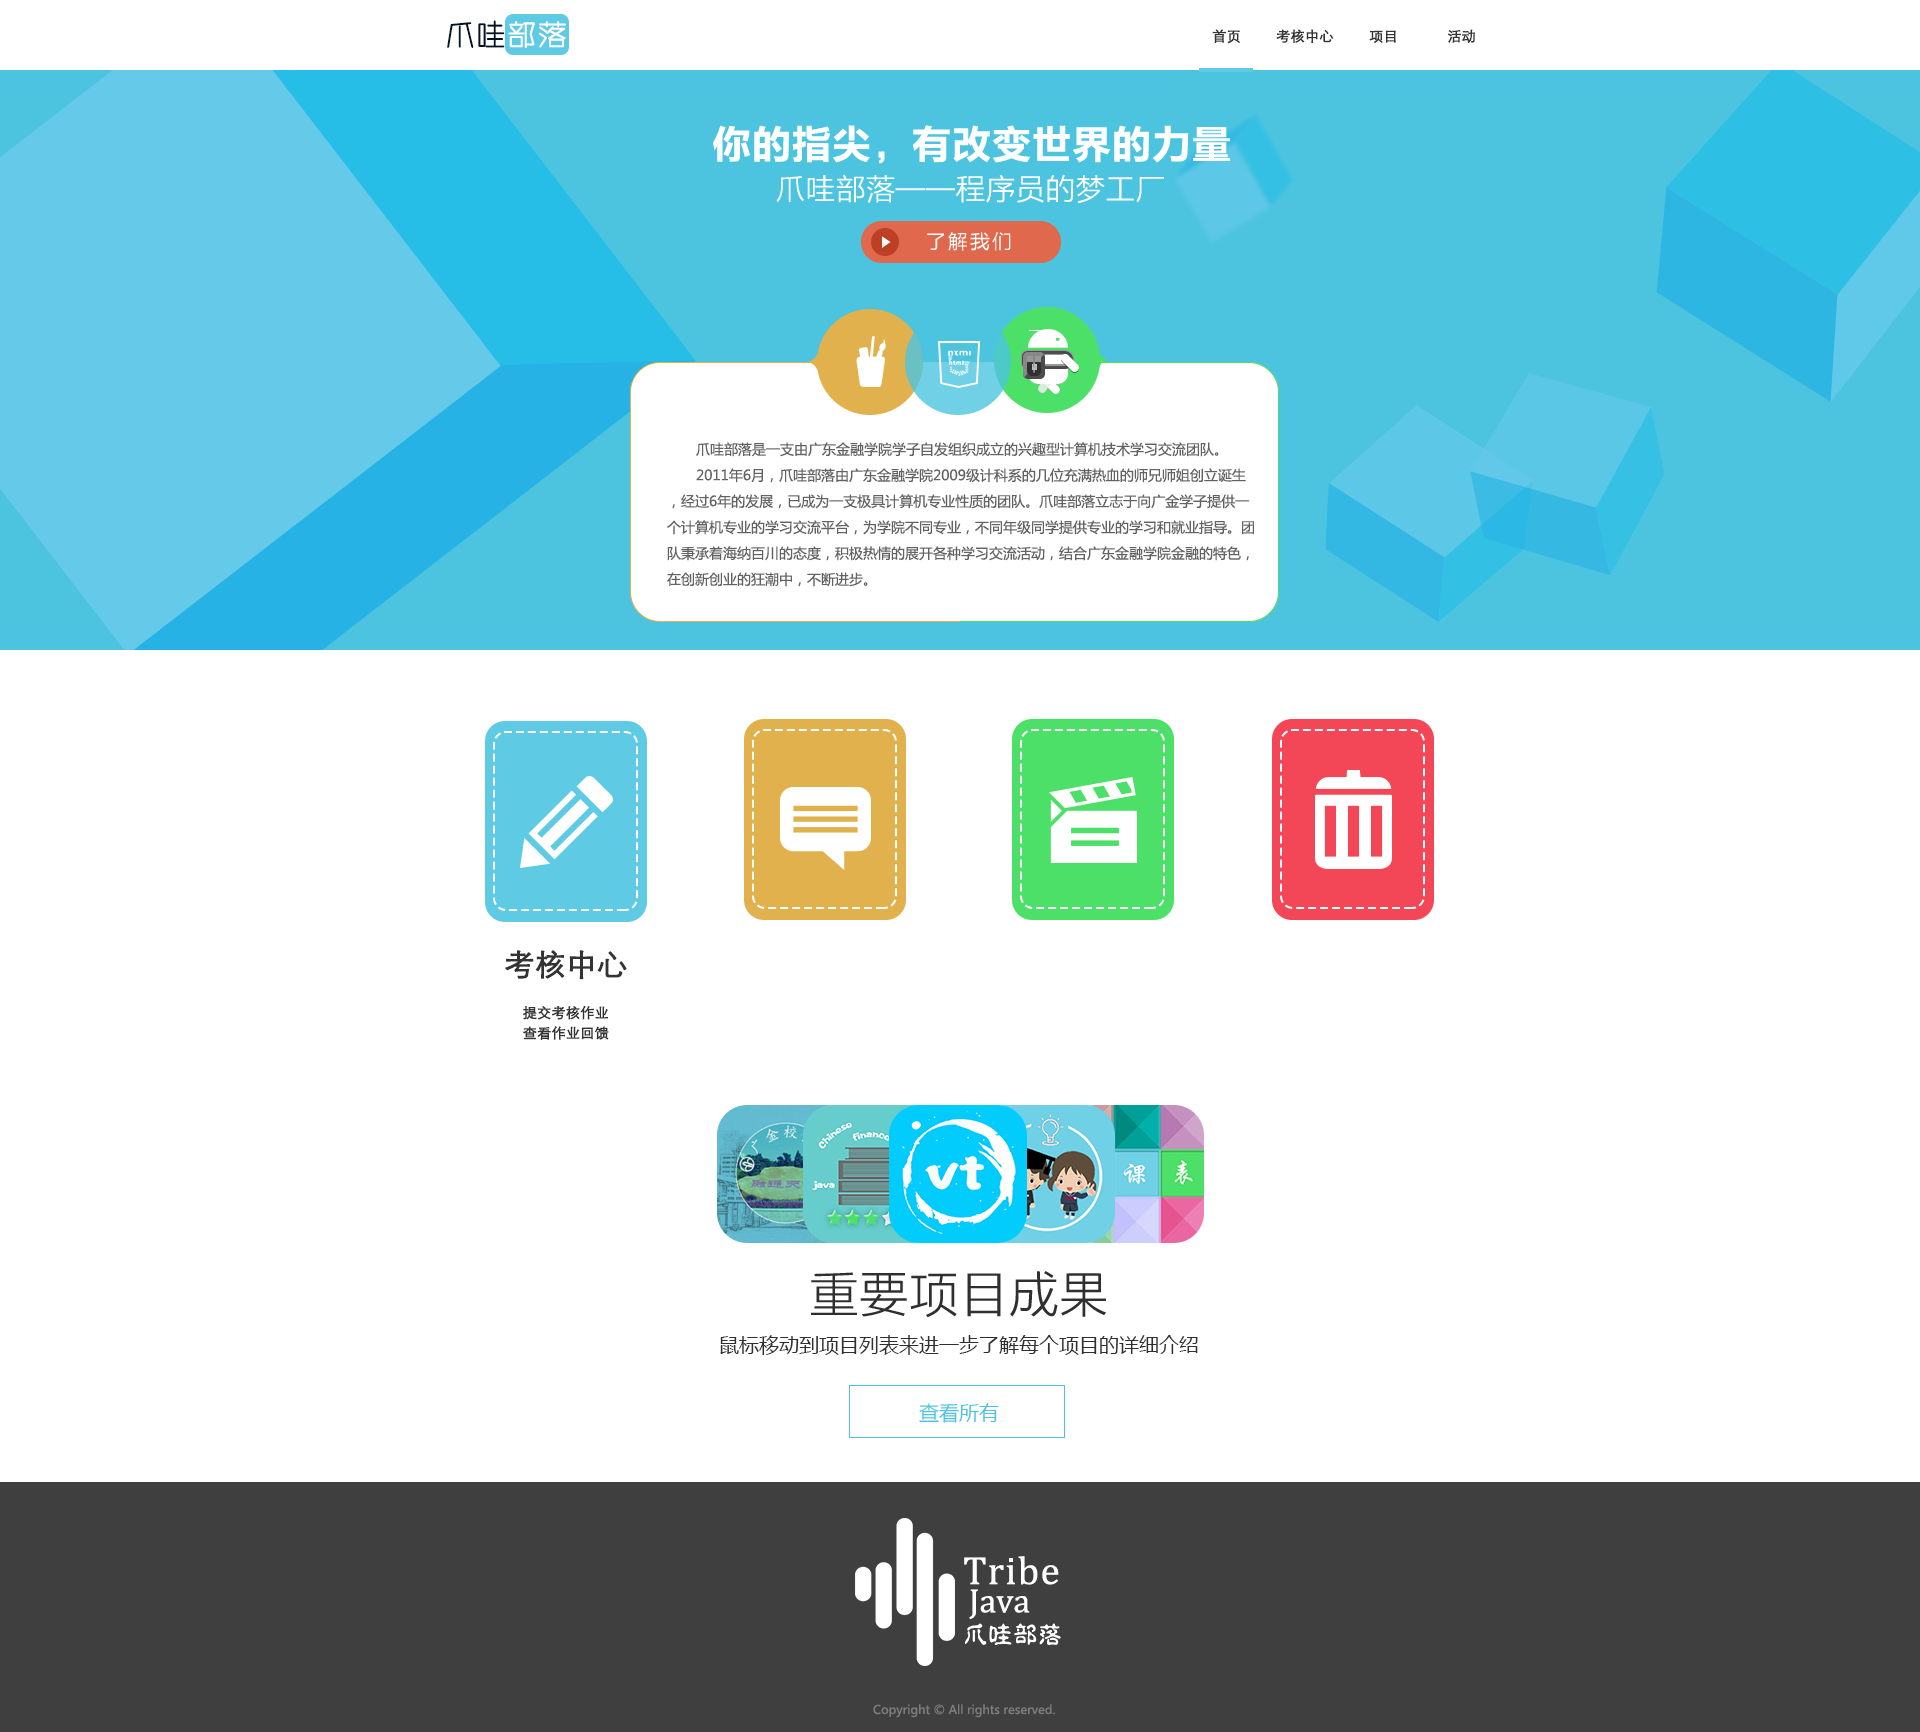 爪哇部落
首页 考核中心 项目 活动
你的指尖，有改变世界的力量
爪哇部落——程序员的梦工厂
了解我们
爪哇部落是一支由广东金融学院学子自发组织成立的兴趣型计算机技术学习交流团队。
2011年6月，爪哇部落由广东金融学院2009级计科系的几位充满热血的师兄师姐创立诞生
，经过6年的发展，已成为一支极具计算机专业性质的团队。爪哇部落立志于向广金学子提供一
个计算机专业的学习交流平台，为学院不同专业，不同年级同学提供专业的学习和就业指导。团
队秉承着海纳百川的态度，积极热情的展开各种学习交流活动，结合广东金融学院金融的特色，
在创新创业的狂潮中，不断进步。
考核中心
提交考核作业
查看作业回馈
广金校
Chinese
finance
java
vt
课 表
重要项目成果
鼠标移动到项目列表来进一步了解每个项目的详细介绍
查看所有
Tribe
Java
爪哇部落
Copyright © All rights reserved.